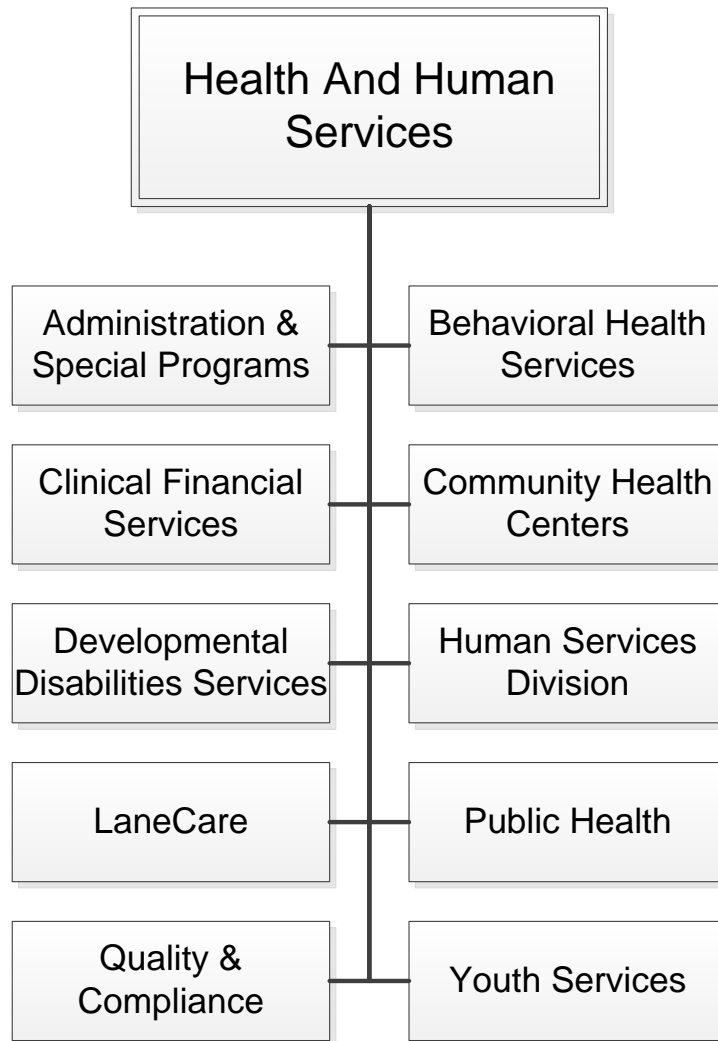 Health And Human
Services
Administration &
Special Programs
Behavioral Health
Services
Clinical Financial
Services
Community Health
Centers
Developmental
Disabilities Services
Human Services
Division
LaneCare
Public Health
Quality &
Compliance
Youth Services